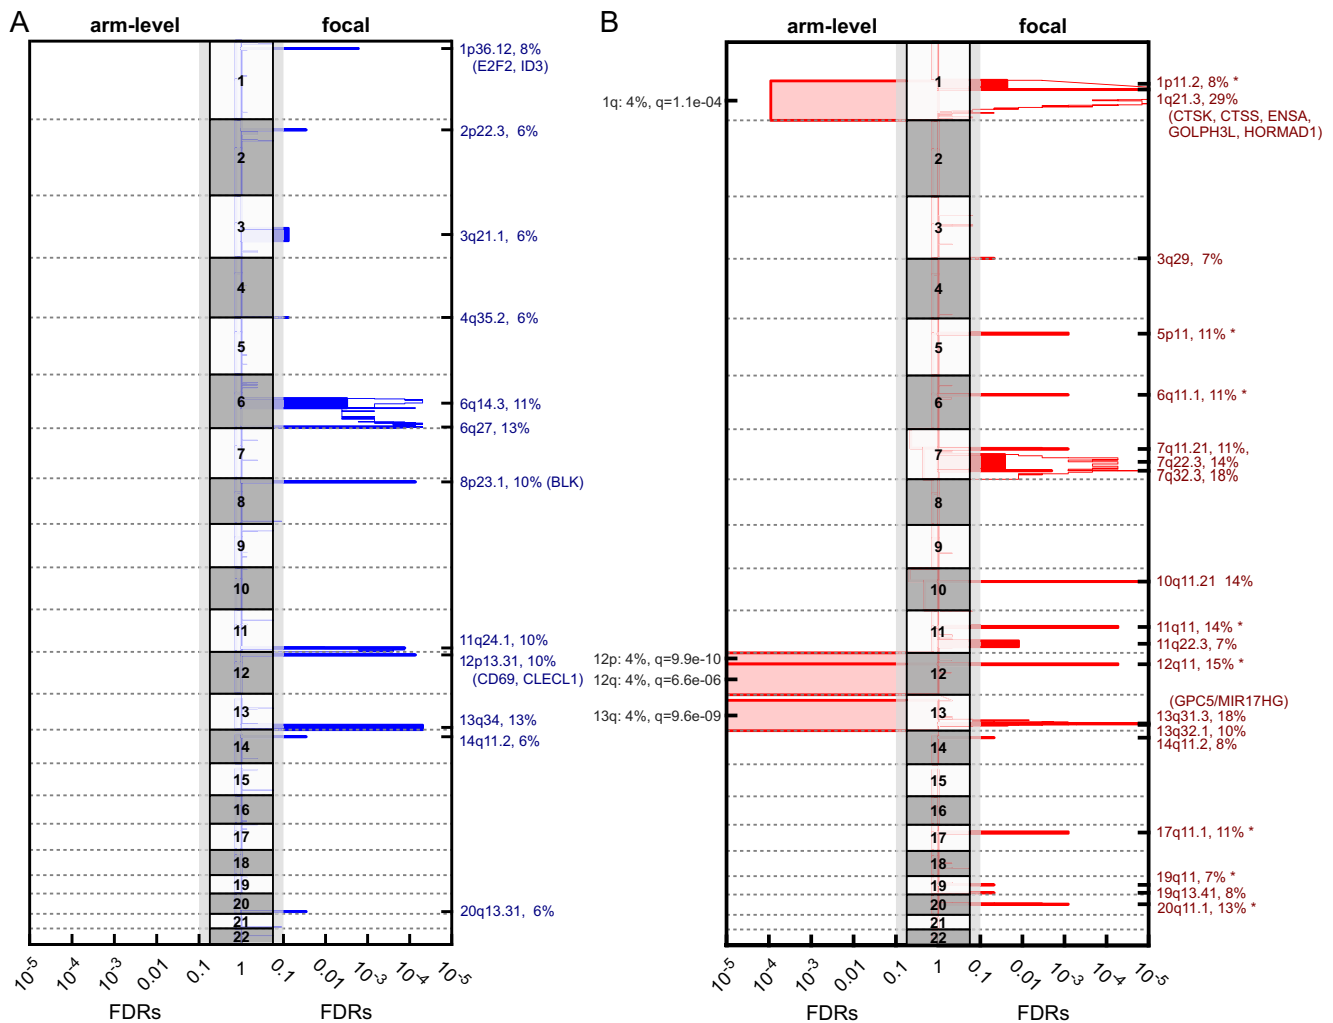 A
arm-level
focal
1
2
3
4
5
6
7
8
9
10
11
12
13
14
15
16
17
18
19
20
21
22
1p36.12, 8%
(E2F2, ID3)
2p22.3, 6%
3q21.1, 6%
4q35.2, 6%
6q14.3, 11%
6q27, 13%
8p23.1, 10% (BLK)
11q24.1, 10%
12p13.31, 10%
(CD69, CLECL1)
13q34, 13%
14q11.2, 6%
20q13.31, 6%
10-5 10-4 10-3 0.01 0.1 1 0.1 0.01 10-3 10-4 10-5
FDRs
FDRs
B
arm-level
focal
1q: 4%, q=1.1e-04
12p: 4%, q=9.9e-10
12q: 4%, q=6.6e-06
13q: 4%, q=9.6e-09
1
2
3
4
5
6
7
8
9
10
11
12
13
14
15
16
17
18
19
20
21
22
1p11.2, 8% *
1q21.3, 29%
(CTSK, CTSS, ENSA,
GOLPH3L, HORMAD1)
3q29, 7%
5p11, 11% *
6q11.1, 11% *
7q11.21, 11%,
7q22.3, 14%
7q32.3, 18%
10q11.21 14%
11q11, 14% *
11q22.3, 7%
12q11, 15% *
(GPC5/MIR17HG)
13q31.3, 18%
13q32.1, 10%
14q11.2, 8%
17q11.1, 11% *
19q11, 7% *
19q13.41, 8%
20q11.1, 13% *
10-5 10-4 10-3 0.01 0.1 1 0.1 0.01 10-3 10-4 10-5
FDRs
FDRs